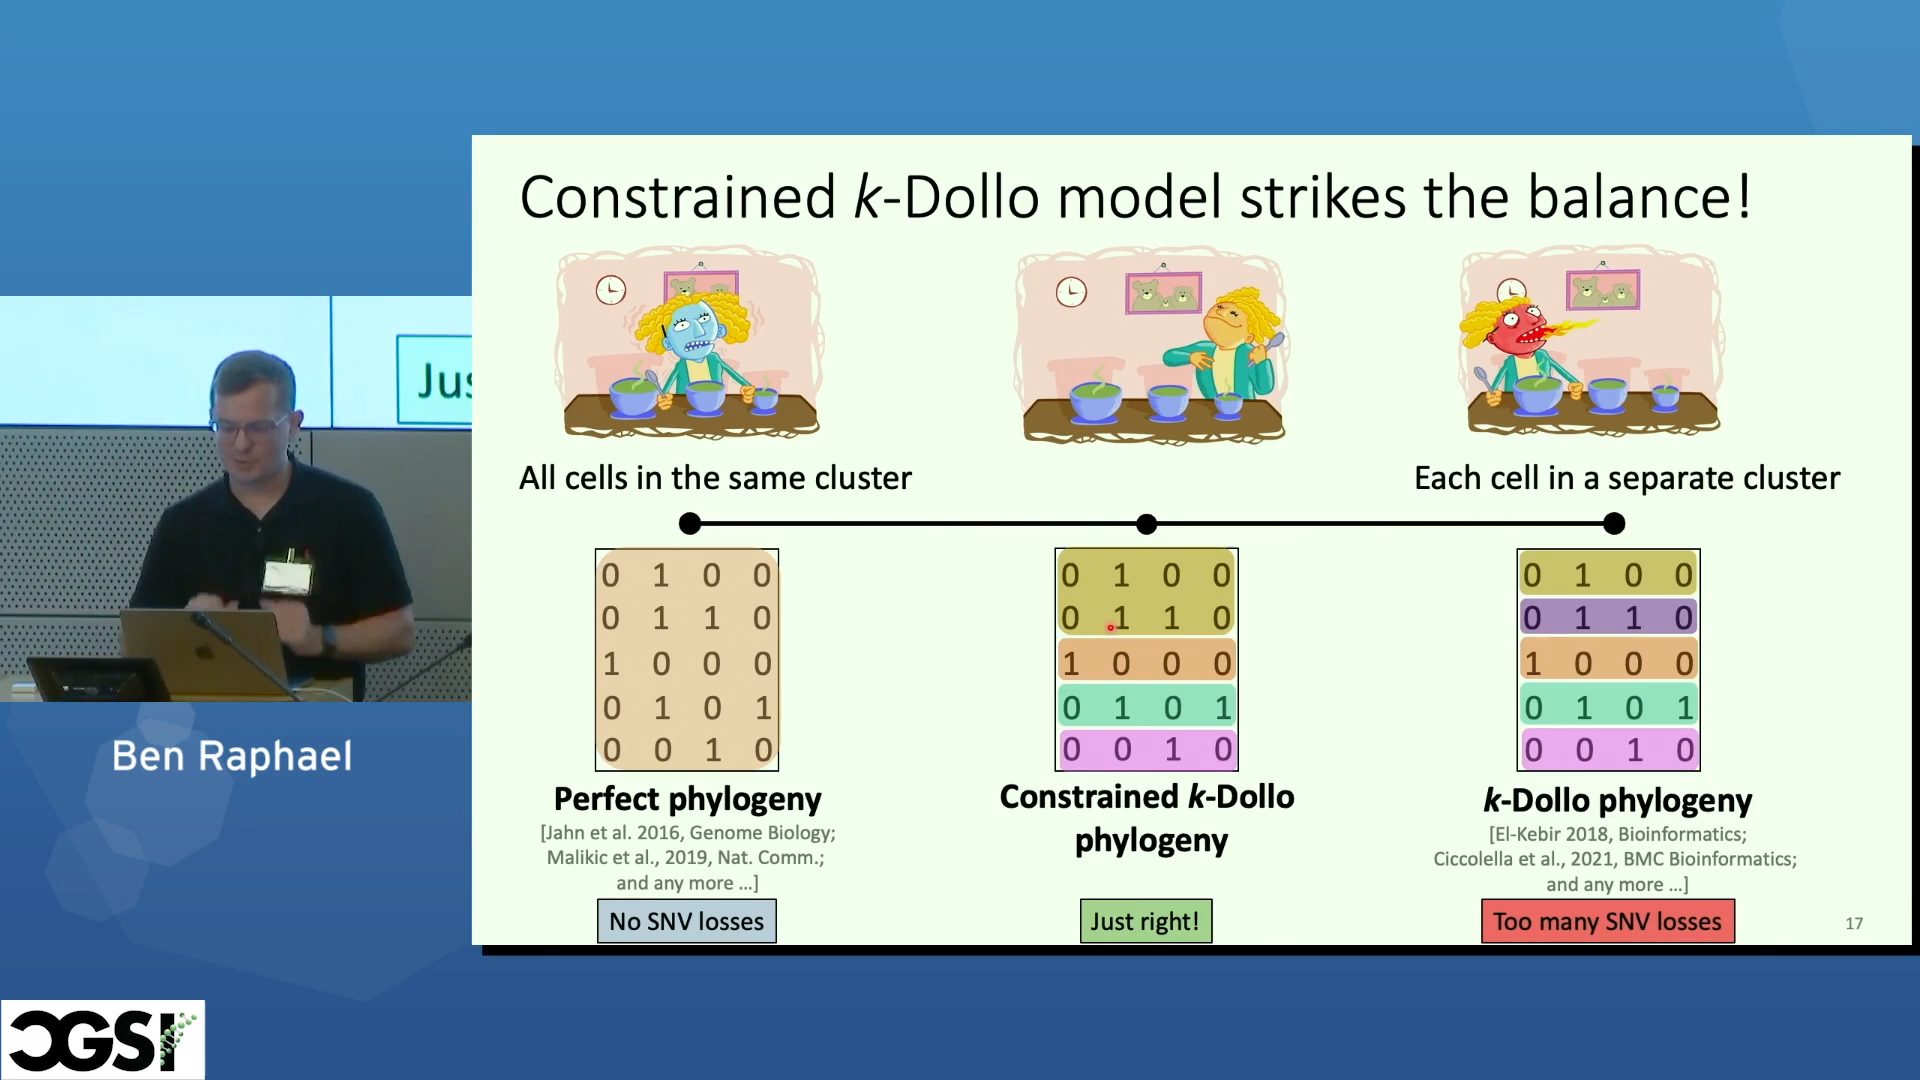 Constrained k-Dollo model strikes the balance!
Jus
All cells in the same cluster
Each cell in a separate cluster
0 1 0 0
0 1 1 0
1 0 0 0
0 1 0 1
0 0 1 0
0 1 0 0
0 1 1 0
1 0 0 0
0 1 0 1
0 0 1 0
0 1 0 0
0 1 1 0
1 0 0 0
0 1 0 1
0 0 1 0
Perfect phylogeny
[Jahn et al. 2016, Genome Biology;
Malikic et al., 2019, Nat. Comm.;
and any more ...]
No SNV losses
Constrained k-Dollo
phylogeny
Just right!
k-Dollo phylogeny
[El-Kebir 2018, Bioinformatics;
Ciccolella et al., 2021, BMC Bioinformatics;
and any more ...]
Too many SNV losses
17
Ben Raphael
CGSI